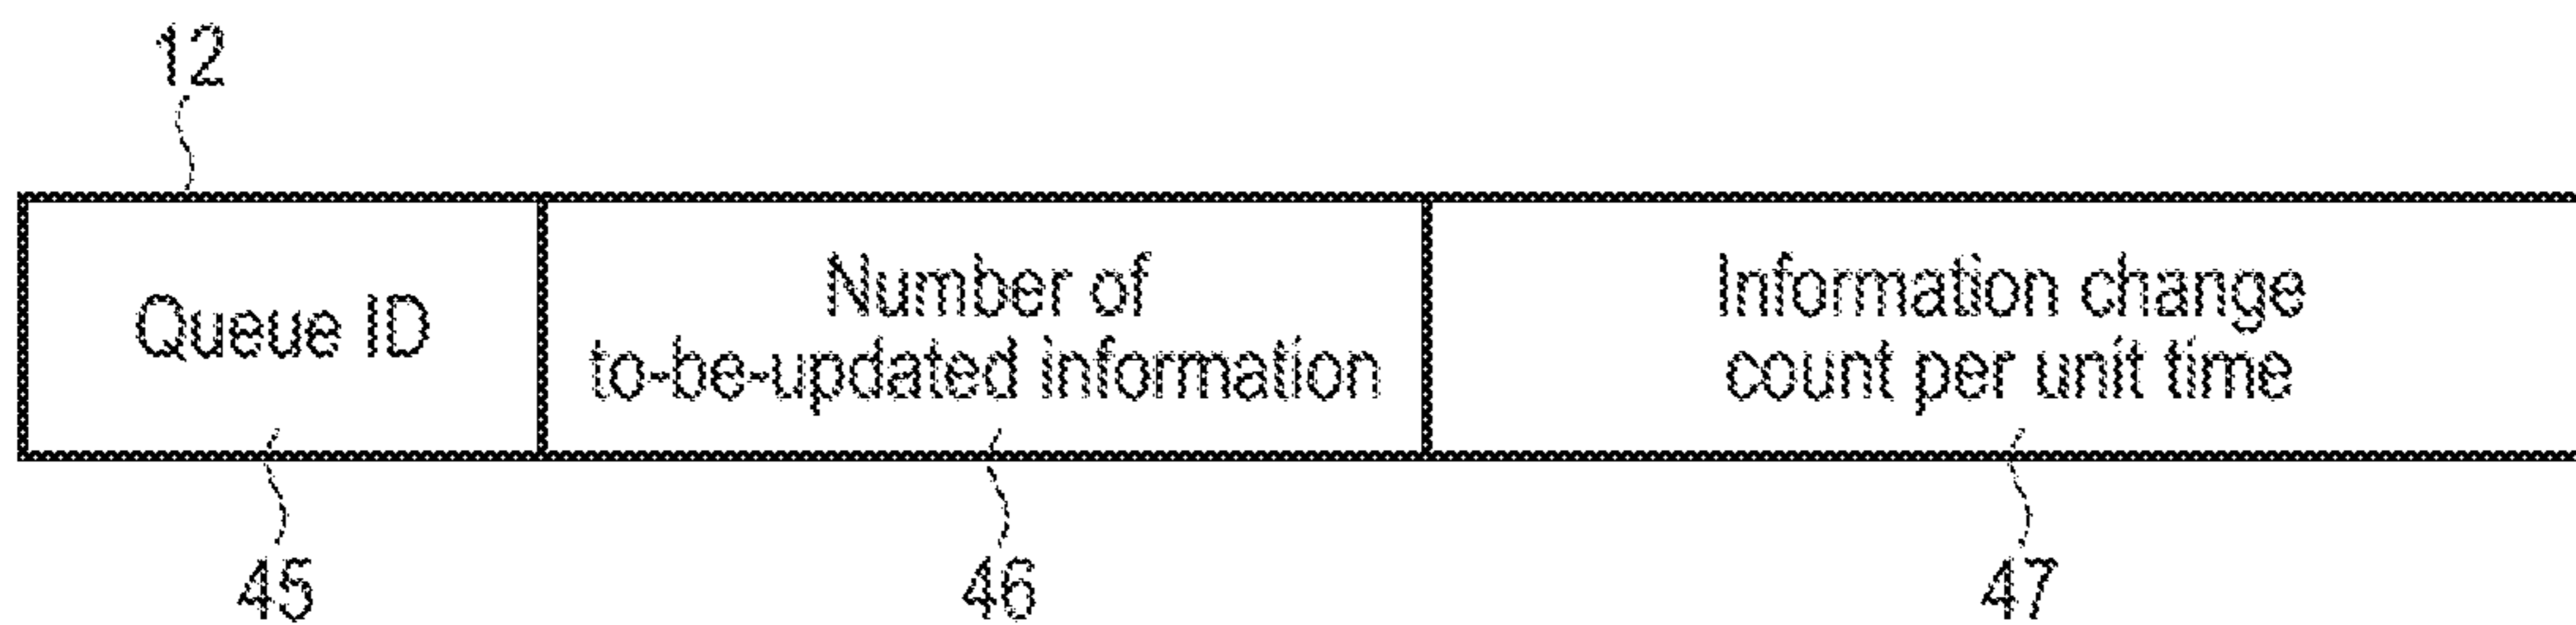 12
Queue ID
Number of
to-be-updated information
Information change
count per unit time
45
46
47